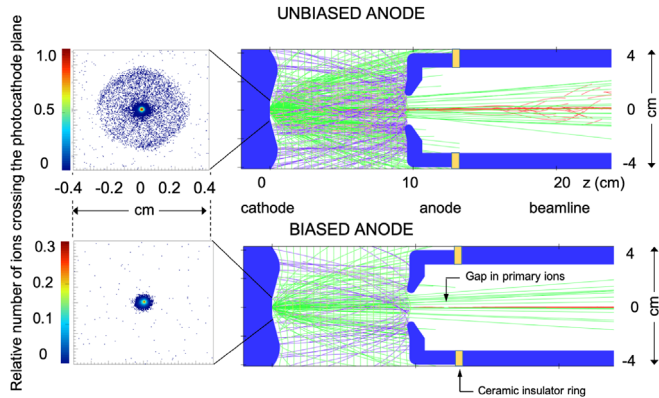 UNBIASED ANODE
Relative number of ions crossing the photocathode plane
1.0
0.5
0
-0.4 -0.2 0 0.2 0.4
cm
4
0
-4
cm
0 10 20 z (cm)
cathode anode beamline
BIASED ANODE
0.3
0.2
0.1
0
Gap in primary ions
4
0
-4
cm
Ceramic insulator ring